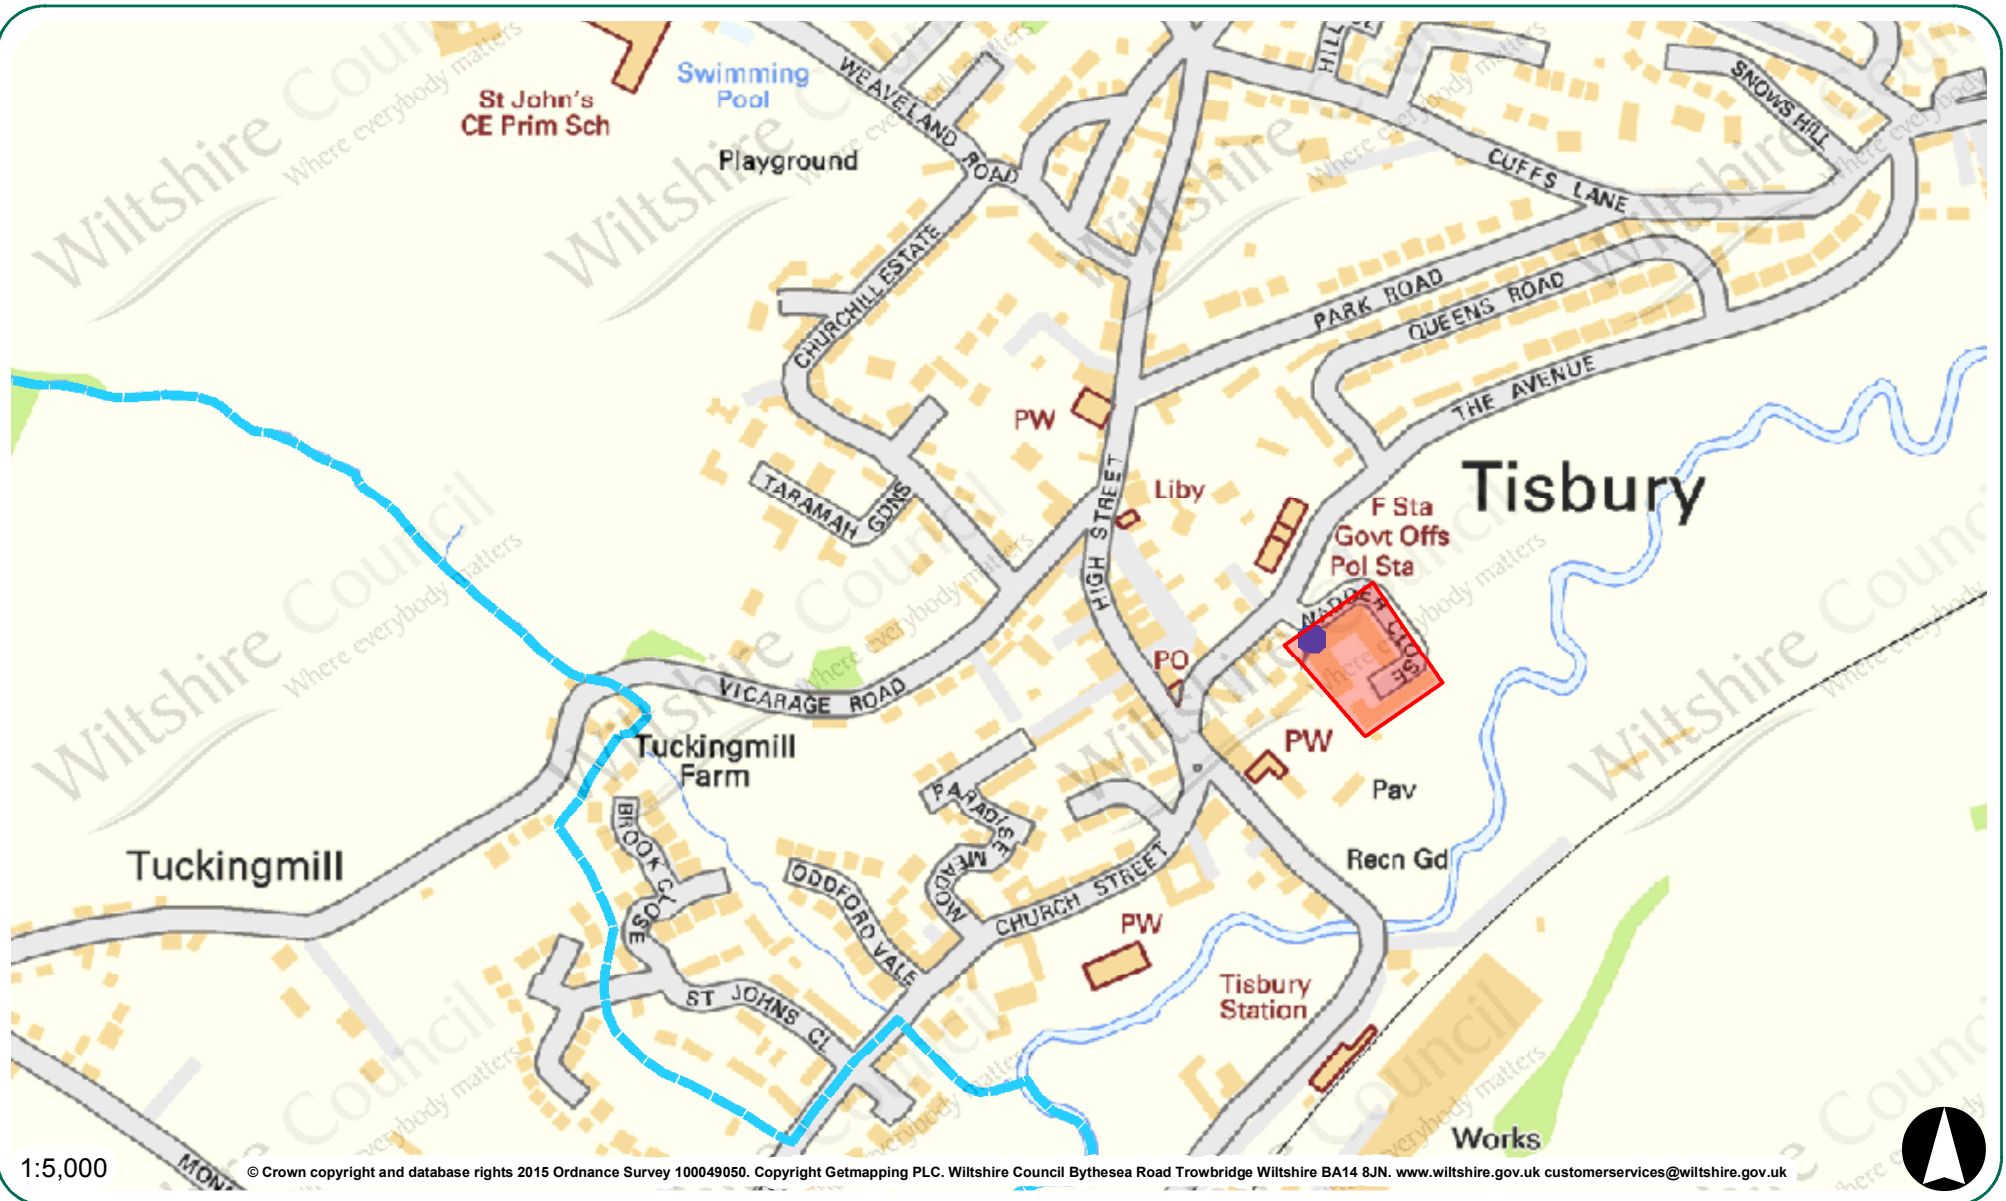 WEAVELAND ROAD
HILL
SNOWS HILL
Swimming
Pool
St John's
CE Prim Sch
Playground
CUFFS LANE
CHURCHILL ESTATE
PARK ROAD
QUEENS ROAD
THE AVENUE
PW
HIGH STREET
Liby
TARAMAH GDNS
Tisbury
F Sta
Govt Offs
Pol Sta
NADDER CLOSE
PO
VICARAGE ROAD
Tuckingmill
Farm
PW
Pav
PARADISE
MEADOW
BROOK CLOSE
Tuckingmill
ODDFORD VALE
Recn Gd
CHURCH STREET
PW
ST JOHNS CL
Tisbury
Station
Works
1:5,000
© Crown copyright and database rights 2015 Ordnance Survey 100049050. Copyright Getmapping PLC. Wiltshire Council Bythesea Road Trowbridge Wiltshire BA14 8JN. www.wiltshire.gov.uk customerservices@wiltshire.gov.uk
Wiltshire Council
Where everybody matters